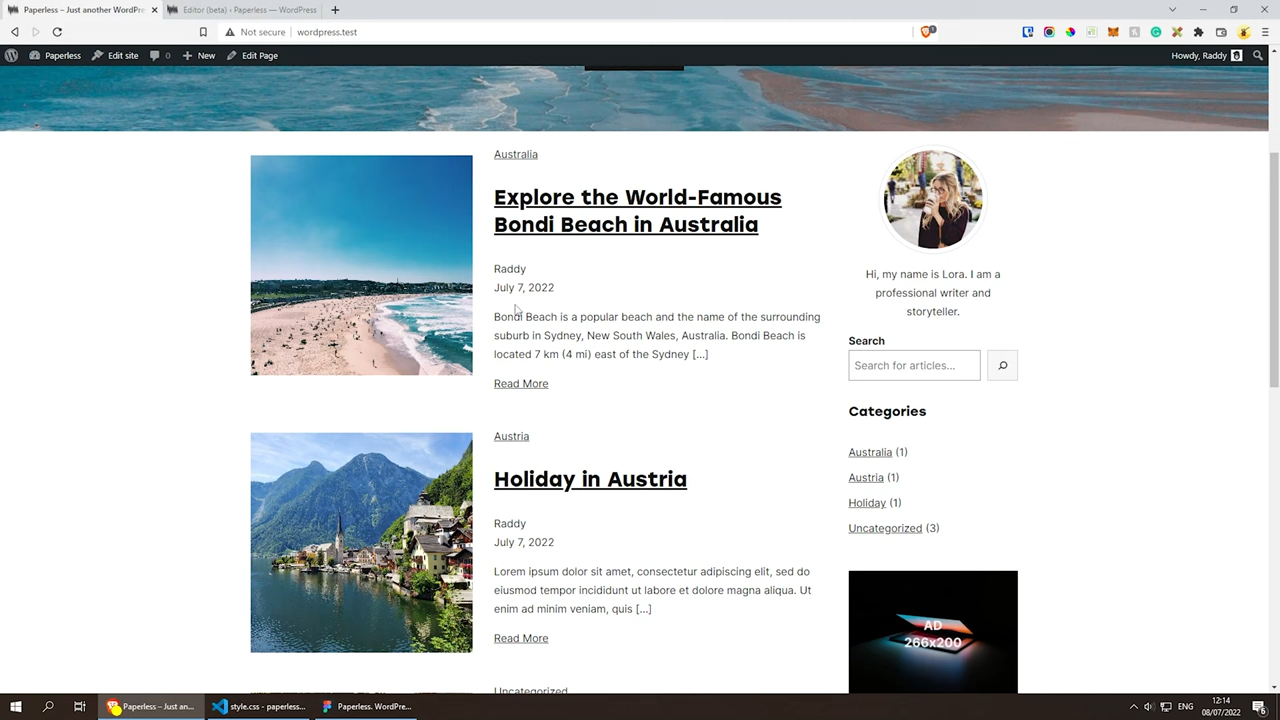 Paperless – Just another WordPre
Editor (beta) ‹ Paperless — WordPress
Not secure
wordpress.test
1
Paperless
Edit site
0
New
Edit Page
Howdy, Raddy
Australia
Explore the World-Famous
Bondi Beach in Australia
Raddy
July 7, 2022
Bondi Beach is a popular beach and the name of the surrounding
suburb in Sydney, New South Wales, Australia. Bondi Beach is
located 7 km (4 mi) east of the Sydney […]
Read More
Austria
Holiday in Austria
Raddy
July 7, 2022
Lorem ipsum dolor sit amet, consectetur adipiscing elit, sed do
eiusmod tempor incididunt ut labore et dolore magna aliqua. Ut
enim ad minim veniam, quis […]
Read More
Uncategorized
Hi, my name is Lora. I am a
professional writer and
storyteller.
Search
Search for articles...
Categories
Australia (1)
Austria (1)
Holiday (1)
Uncategorized (3)
AD
266x200
Paperless – Just an...
style.css - paperless...
Paperless. WordPre...
ENG
12:14
08/07/2022
6